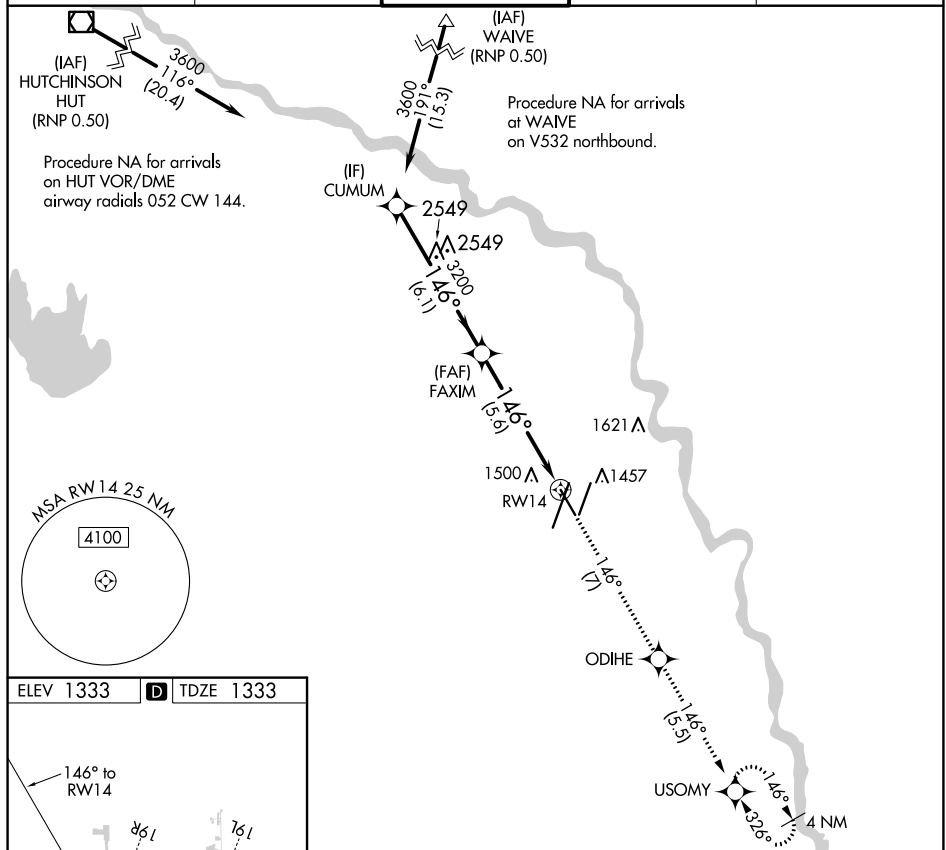 (IAF)
HUTCHINSON
HUT
(RNP 0.50)
3600
116°
(20.4)
(IAF)
WAIVE
(RNP 0.50)
3600
191°
(15.3)
Procedure NA for arrivals
at WAIVE
on V532 northbound.
Procedure NA for arrivals
on HUT VOR/DME
airway radials 052 CW 144.
(IF)
CUMUM
2549
2549
3200
146°
(6.1)
(FAF)
FAXIM
146°
(5.6)
1621
1500
1457
RW14
MSA RW14 25 NM
4100
146°
(7)
ODIHE
146°
(5.5)
USOMY
146°
326°
4 NM
ELEV 1333 D TDZE 1333
146° to
RW14
19R
19L